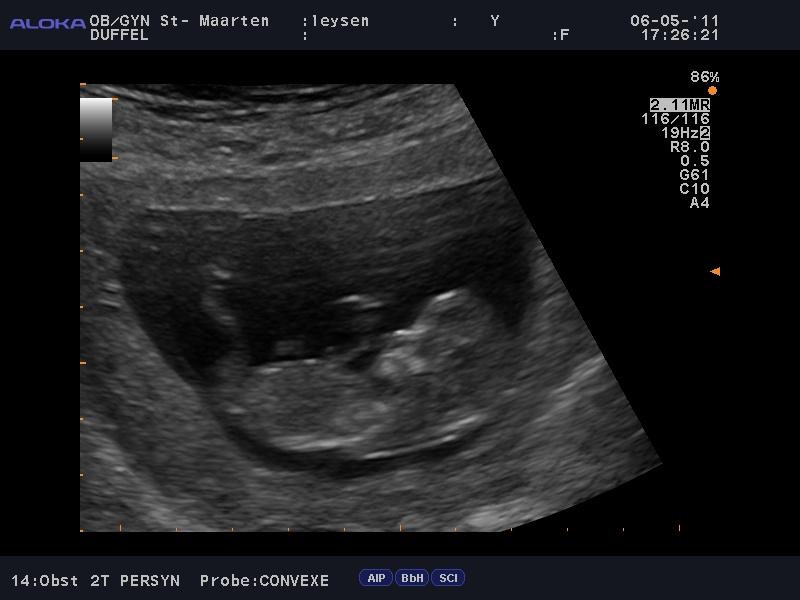 ALOKA OB/GYN St- Maarten :leysen : Y 06-05-'11
DUFFEL : :F 17:26:21
86%
2.11MR
116/116
19Hz2
R8.0
0.5
G61
C10
A4
14:Obst 2T PERSYN Probe:CONVEXE AIP BbH SCI